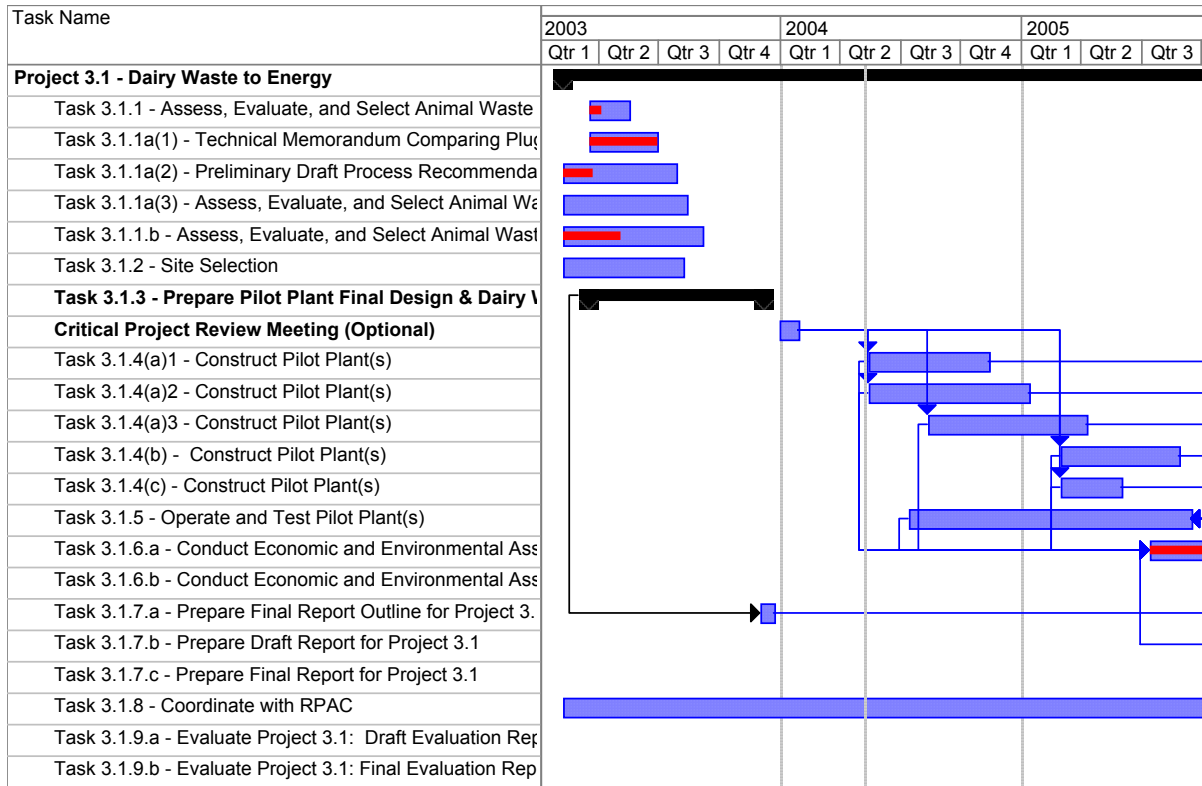 Task Name
2003 2004 2005
Qtr 1 Qtr 2 Qtr 3 Qtr 4 Qtr 1 Qtr 2 Qtr 3 Qtr 4 Qtr 1 Qtr 2 Qtr 3
Project 3.1 - Dairy Waste to Energy
Task 3.1.1 - Assess, Evaluate, and Select Animal Waste
Task 3.1.1a(1) - Technical Memorandum Comparing Plug
Task 3.1.1a(2) - Preliminary Draft Process Recommenda
Task 3.1.1a(3) - Assess, Evaluate, and Select Animal Wa
Task 3.1.1.b - Assess, Evaluate, and Select Animal Wast
Task 3.1.2 - Site Selection
Task 3.1.3 - Prepare Pilot Plant Final Design & Dairy
Critical Project Review Meeting (Optional)
Task 3.1.4(a)1 - Construct Pilot Plant(s)
Task 3.1.4(a)2 - Construct Pilot Plant(s)
Task 3.1.4(a)3 - Construct Pilot Plant(s)
Task 3.1.4(b) -  Construct Pilot Plant(s)
Task 3.1.4(c) - Construct Pilot Plant(s)
Task 3.1.5 - Operate and Test Pilot Plant(s)
Task 3.1.6.a - Conduct Economic and Environmental Ass
Task 3.1.6.b - Conduct Economic and Environmental Ass
Task 3.1.7.a - Prepare Final Report Outline for Project 3.
Task 3.1.7.b - Prepare Draft Report for Project 3.1
Task 3.1.7.c - Prepare Final Report for Project 3.1
Task 3.1.8 - Coordinate with RPAC
Task 3.1.9.a - Evaluate Project 3.1:  Draft Evaluation Rep
Task 3.1.9.b - Evaluate Project 3.1: Final Evaluation Rep